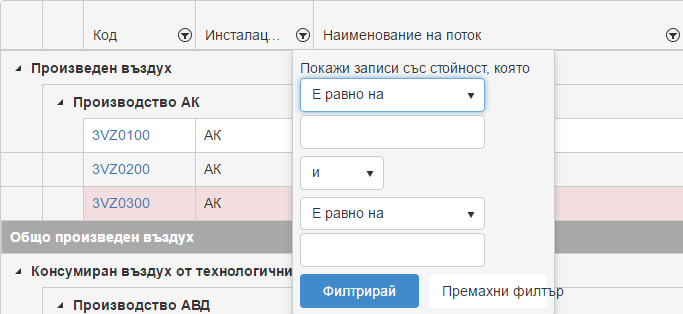 Код Инсталац... Наименование на поток
Произведен въздух
Производство АК
3VZ0100 АК
3VZ0200 АК
3VZ0300 АК
Общо произведен въздух
Консумиран въздух от технологични
Производство АВД
Покажи записи със стойност, която
Е равно на
и
Е равно на
Филтрирай Премахни филтър